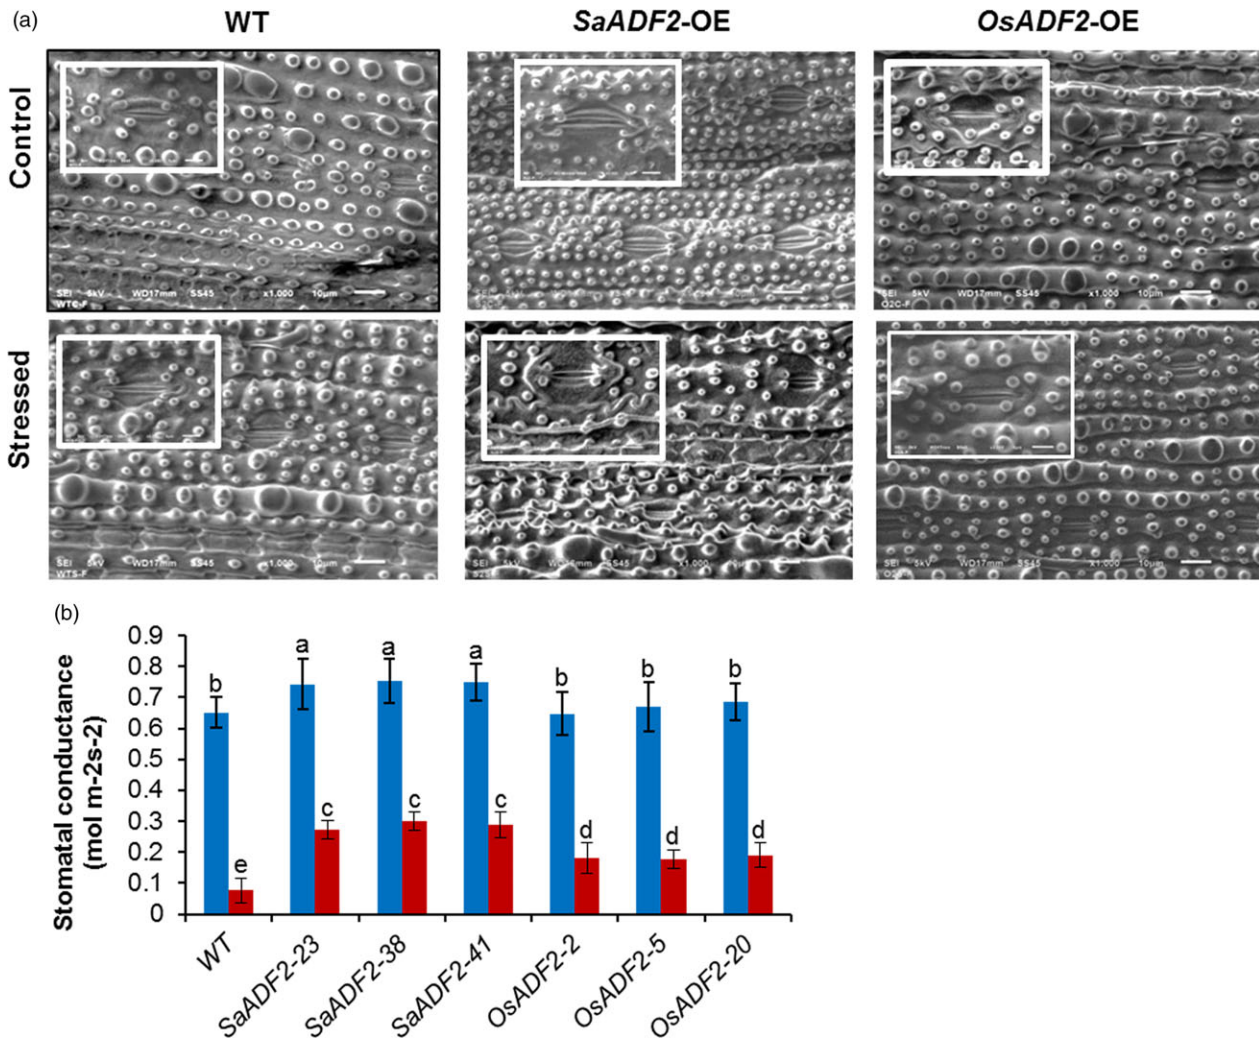 (a)
WT SaADF2-OE OsADF2-OE
Control
SEI 5kV WD17mm SS45 x1,000 10μm
WTC-F
SEI 5kV WD17mm SS45 x1,000
SEI 5kV WD17mm SS45 x1,000 10μm
O2C-F
Stressed
SEI 5kV WD17mm SS45 x1,000 10μm
WTS-F
SEI 5kV SS45 x1,000
SEI 5kV WD17mm SS45 x1,000 10μm
(b)
Stomatal conductance
(mol m-2s-2)
0.9
0.8
0.7
0.6
0.5
0.4
0.3
0.2
0.1
0
b e
a c
a c
a c
b d
b d
b d
WT
SaADF2-23
SaADF2-38
SaADF2-41
OsADF2-2
OsADF2-5
OsADF2-20